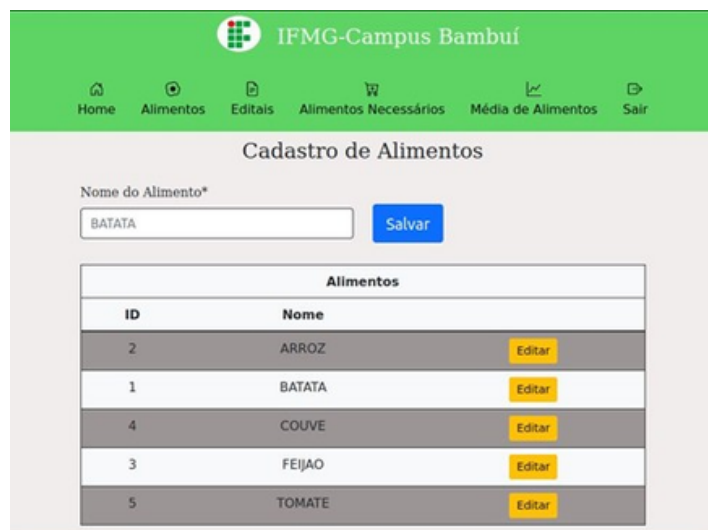 IFMG-Campus Bambuí
Home Alimentos Editais Alimentos Necessários Média de Alimentos Sair
Cadastro de Alimentos
Nome do Alimento*
BATATA Salvar
Alimentos
ID Nome
2 ARROZ Editar
1 BATATA Editar
4 COUVE Editar
3 FEIJAO Editar
5 TOMATE Editar